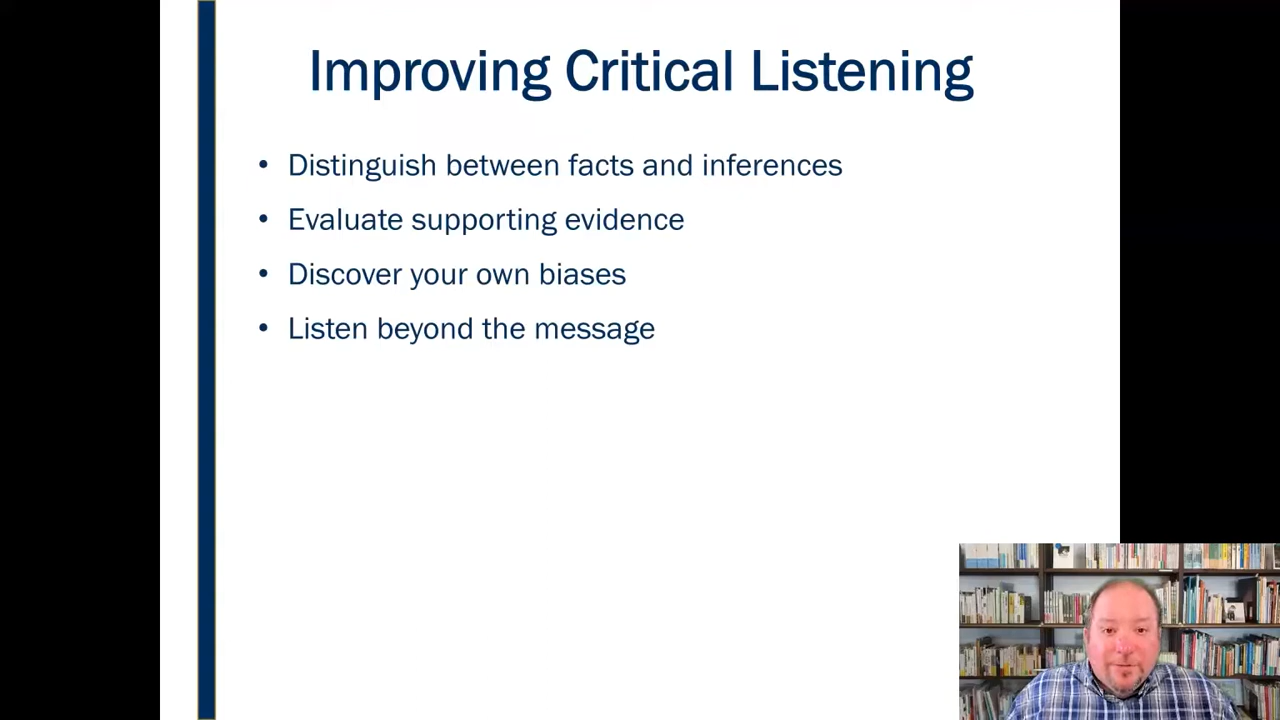 Improving Critical Listening
• Distinguish between facts and inferences
• Evaluate supporting evidence
• Discover your own biases
• Listen beyond the message